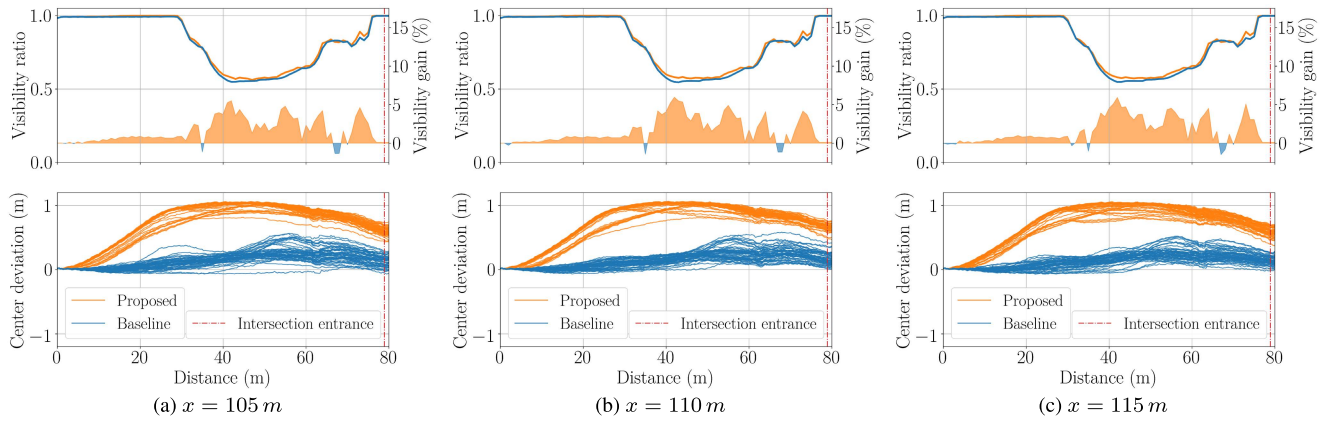 1.0
0.5
0.0
Visibility ratio
15
10
5
0
Visibility gain (%)
1.0
0.5
0.0
Visibility ratio
15
10
5
0
Visibility gain (%)
1.0
0.5
0.0
Visibility ratio
15
10
5
0
Visibility gain (%)
1
0
−1
Center deviation (m)
Proposed
Baseline
Intersection entrance
0 20 40 60 80
Distance (m)
1
0
−1
Center deviation (m)
Proposed
Baseline
Intersection entrance
0 20 40 60 80
Distance (m)
1
0
−1
Center deviation (m)
Proposed
Baseline
Intersection entrance
0 20 40 60 80
Distance (m)
(a) x = 105 m
(b) x = 110 m
(c) x = 115 m